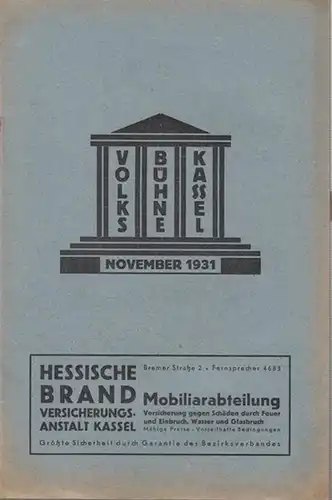 VOLKS
BÜHNE
KASSEL
NOVEMBER 1931
HESSISCHE
BRAND
VERSICHERUNGS-
ANSTALT KASSEL
Bremer Straße 2 • Fernsprecher 4683
Mobiliarabteilung
Versicherung gegen Schäden durch Feuer
und Einbruch, Wasser und Glasbruch
Mäßige Preise - Vorteilhafte Bedingungen
Größte Sicherheit durch Garantie der Bezirksverbandes